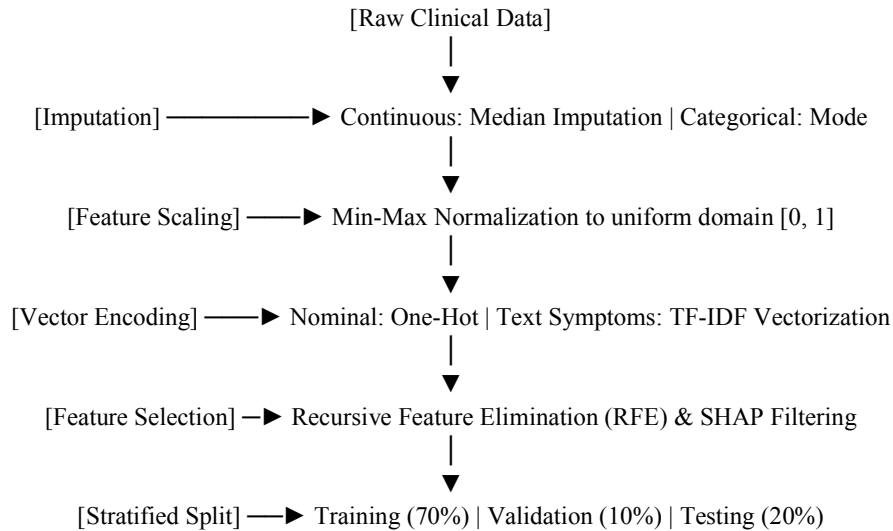 [Raw Clinical Data]
[Imputation] Continuous: Median Imputation | Categorical: Mode
[Feature Scaling] Min-Max Normalization to uniform domain [0, 1]
[Vector Encoding] Nominal: One-Hot | Text Symptoms: TF-IDF Vectorization
[Feature Selection] Recursive Feature Elimination (RFE) & SHAP Filtering
[Stratified Split] Training (70%) | Validation (10%) | Testing (20%)